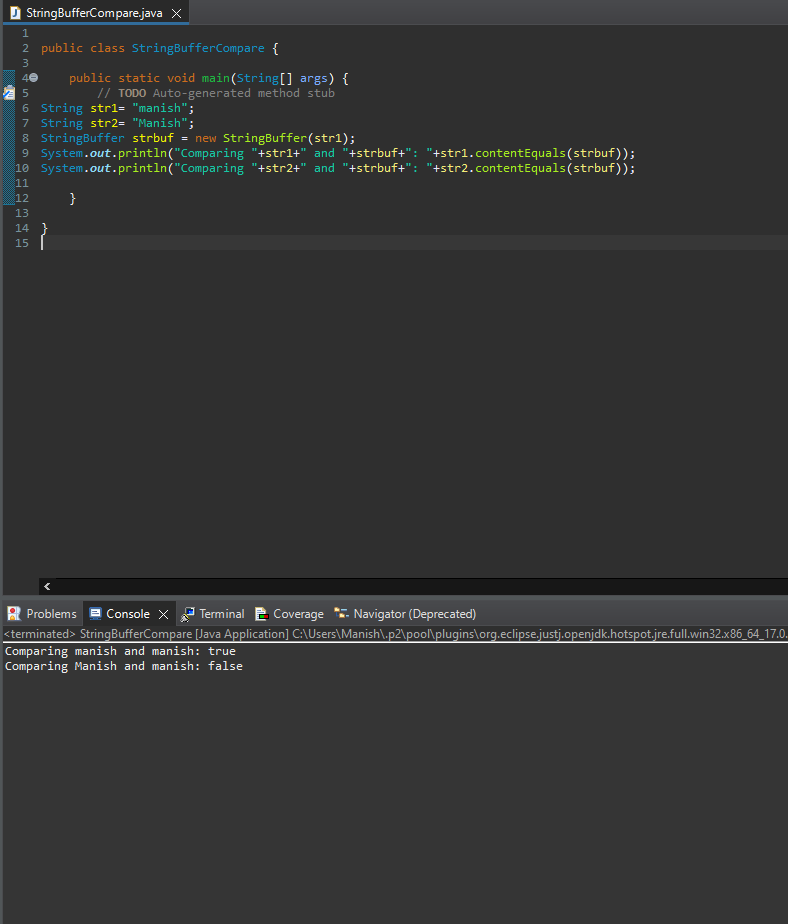 StringBufferCompare.java
1
2 public class StringBufferCompare {
3
4 public static void main(String[] args) {
5 // TODO Auto-generated method stub
6 String str1= "manish";
7 String str2= "Manish";
8 StringBuffer strbuf = new StringBuffer(str1);
9 System.out.println("Comparing "+str1+" and "+strbuf+": "+str1.contentEquals(strbuf));
10 System.out.println("Comparing "+str2+" and "+strbuf+": "+str2.contentEquals(strbuf));
11
12 }
13
14 }
15
Problems Console Terminal Coverage Navigator (Deprecated)
<terminated> StringBufferCompare [Java Application] C:\Users\Manish\.p2\pool\plugins\org.eclipse.justj.openjdk.hotspot.jre.full.win32.x86_64_17.0.
Comparing manish and manish: true
Comparing Manish and manish: false